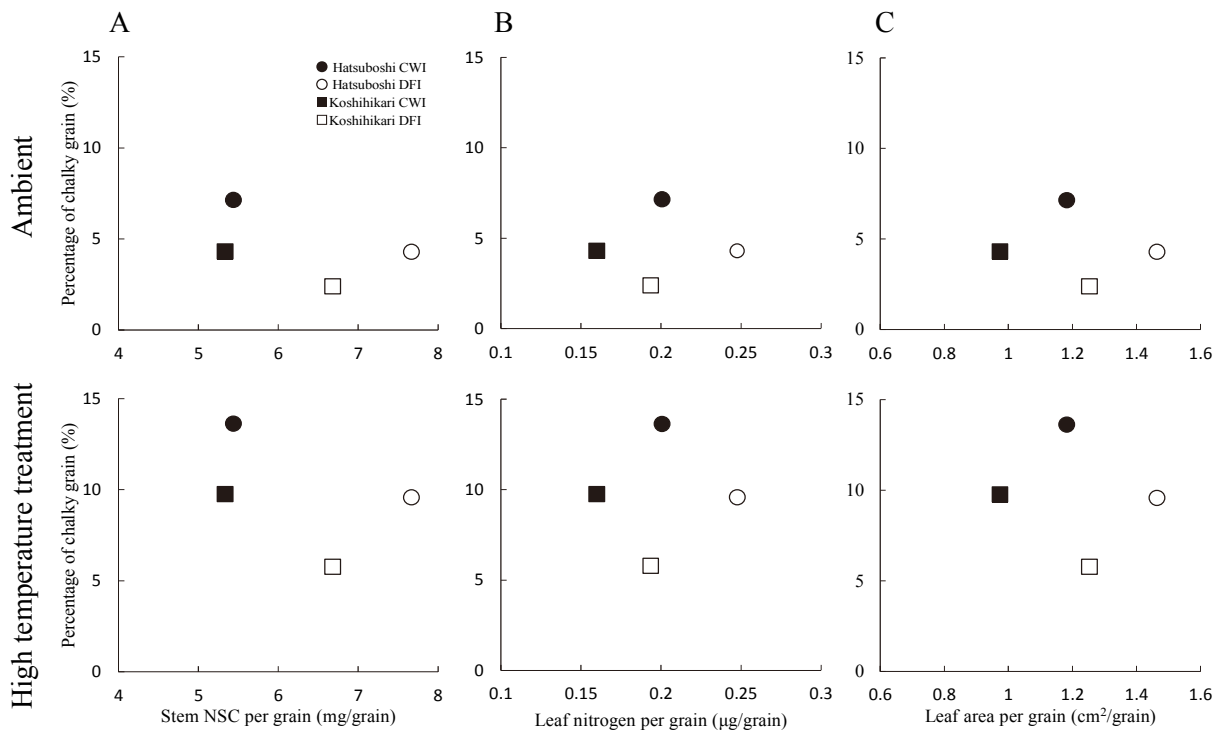 A
B
C
Ambient
Percentage of chalky grain (%)
15
10
5
0
Hatsuboshi CWI
Hatsuboshi DFI
Koshihikari CWI
Koshihikari DFI
4 5 6 7 8
15
10
5
0
0.1 0.15 0.2 0.25 0.3
15
10
5
0
0.6 0.8 1 1.2 1.4 1.6
High temperature treatment
Percentage of chalky grain (%)
15
10
5
0
4 5 6 7 8
Stem NSC per grain (mg/grain)
15
10
5
0
0.1 0.15 0.2 0.25 0.3
Leaf nitrogen per grain (μg/grain)
15
10
5
0
0.6 0.8 1 1.2 1.4 1.6
Leaf area per grain (cm²/grain)